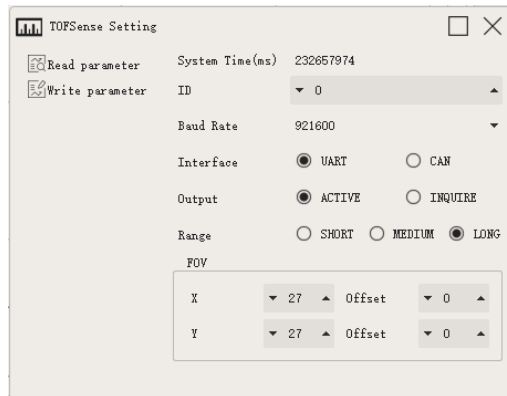 TOFSense Setting
Read parameter
Write parameter
System Time(ms) 232657974
ID 0
Baud Rate 921600
Interface UART CAN
Output ACTIVE INQUIRE
Range SHORT MEDIUM LONG
FOV
X 27 Offset 0
Y 27 Offset 0